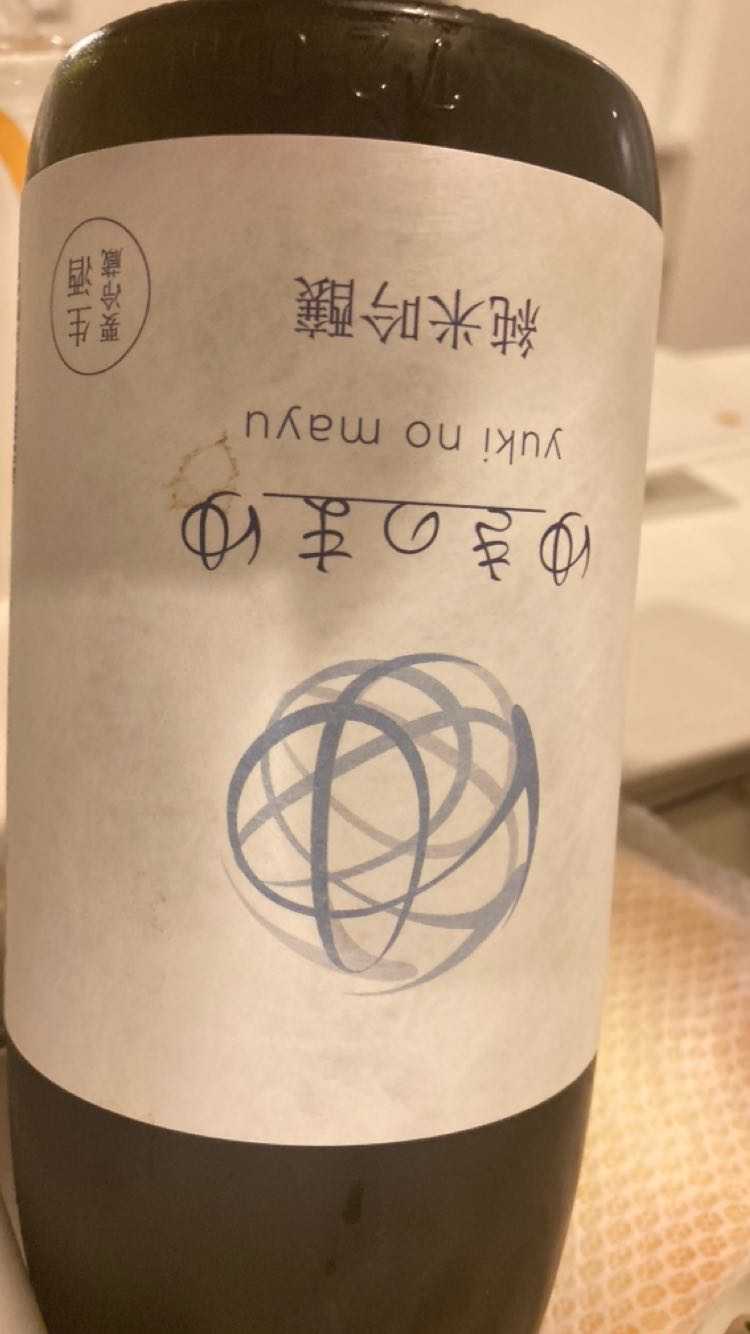 ゆきのまゆ
yuki no mayu
純米吟醸
生酒
要冷蔵